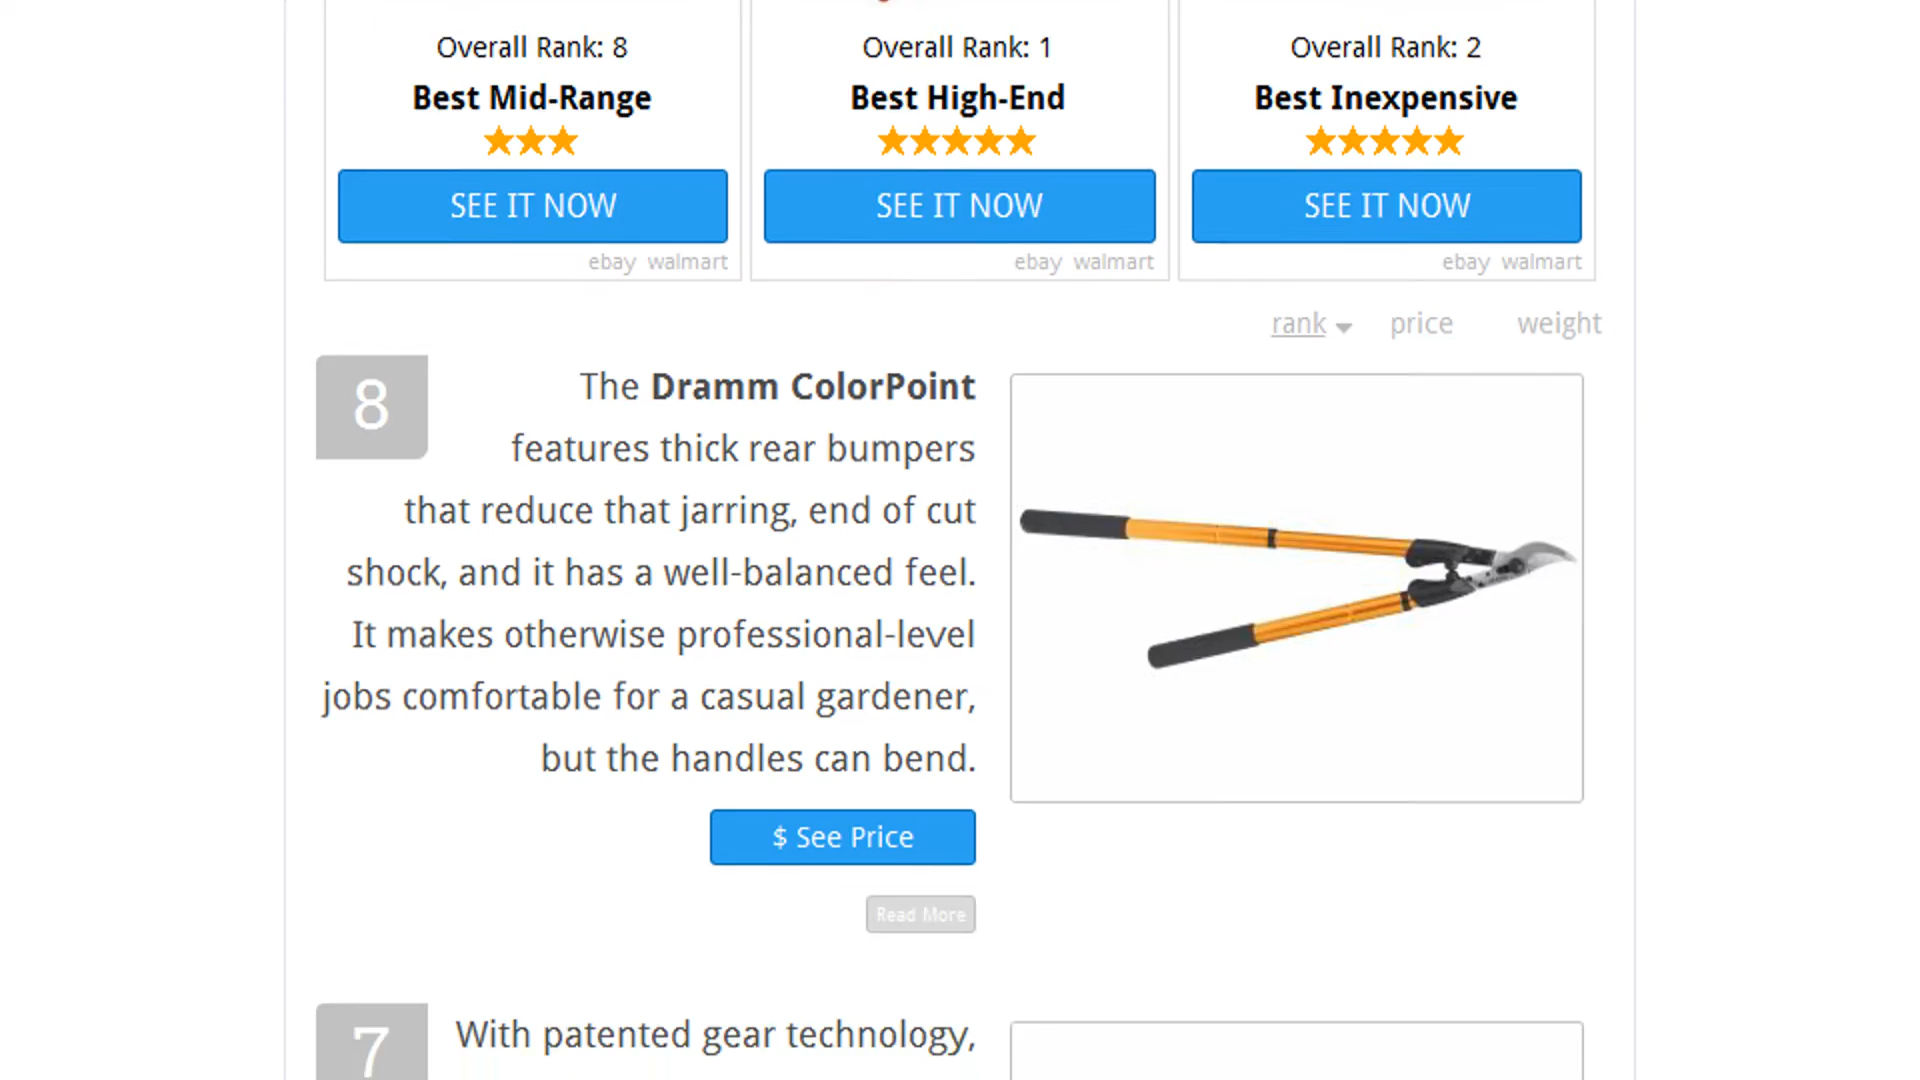 Overall Rank: 8
Best Mid-Range
SEE IT NOW
ebay walmart
Overall Rank: 1
Best High-End
SEE IT NOW
ebay walmart
Overall Rank: 2
Best Inexpensive
SEE IT NOW
ebay walmart
rank price weight
8
The Dramm ColorPoint
features thick rear bumpers
that reduce that jarring, end of cut
shock, and it has a well-balanced feel.
It makes otherwise professional-level
jobs comfortable for a casual gardener,
but the handles can bend.
$ See Price
Read More
7
With patented gear technology,